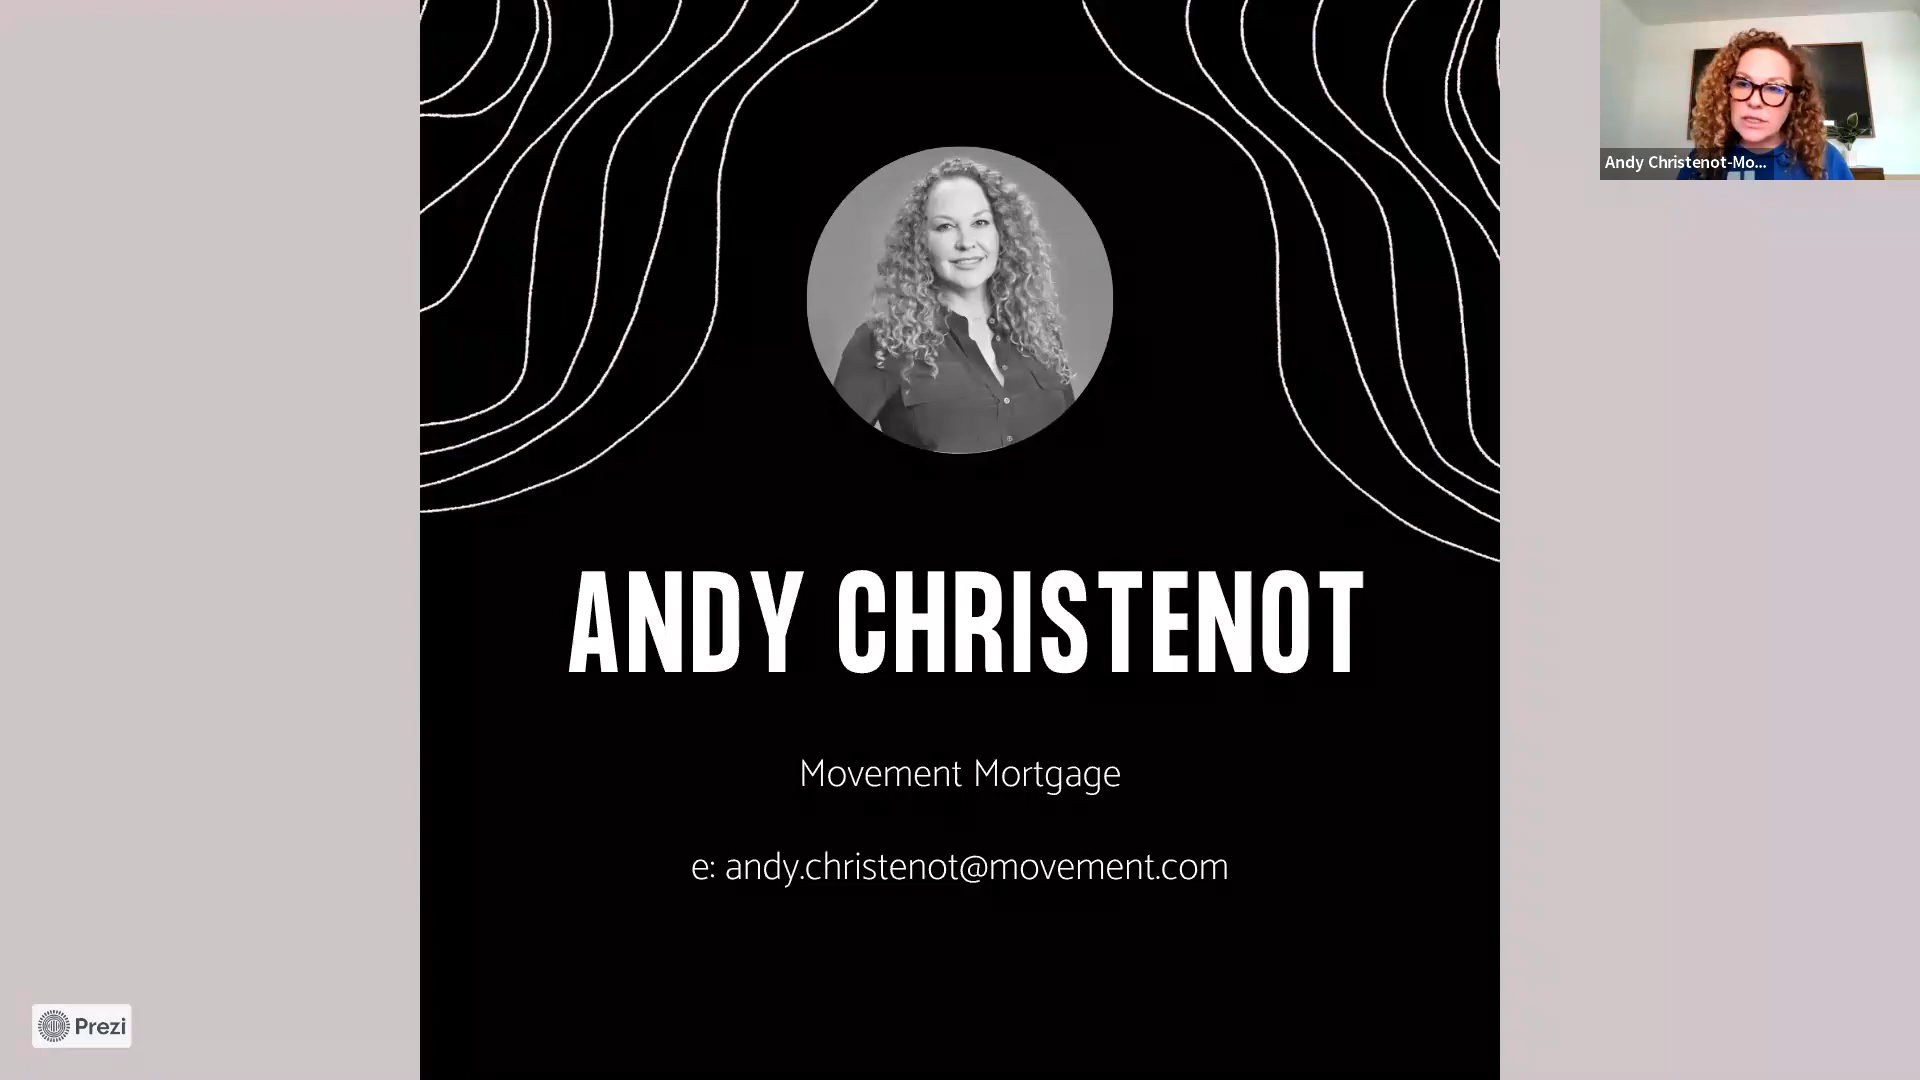 Andy Christenot-Mo...
ANDY CHRISTENOT
Movement Mortgage
e: andy.christenot@movement.com
Prezi